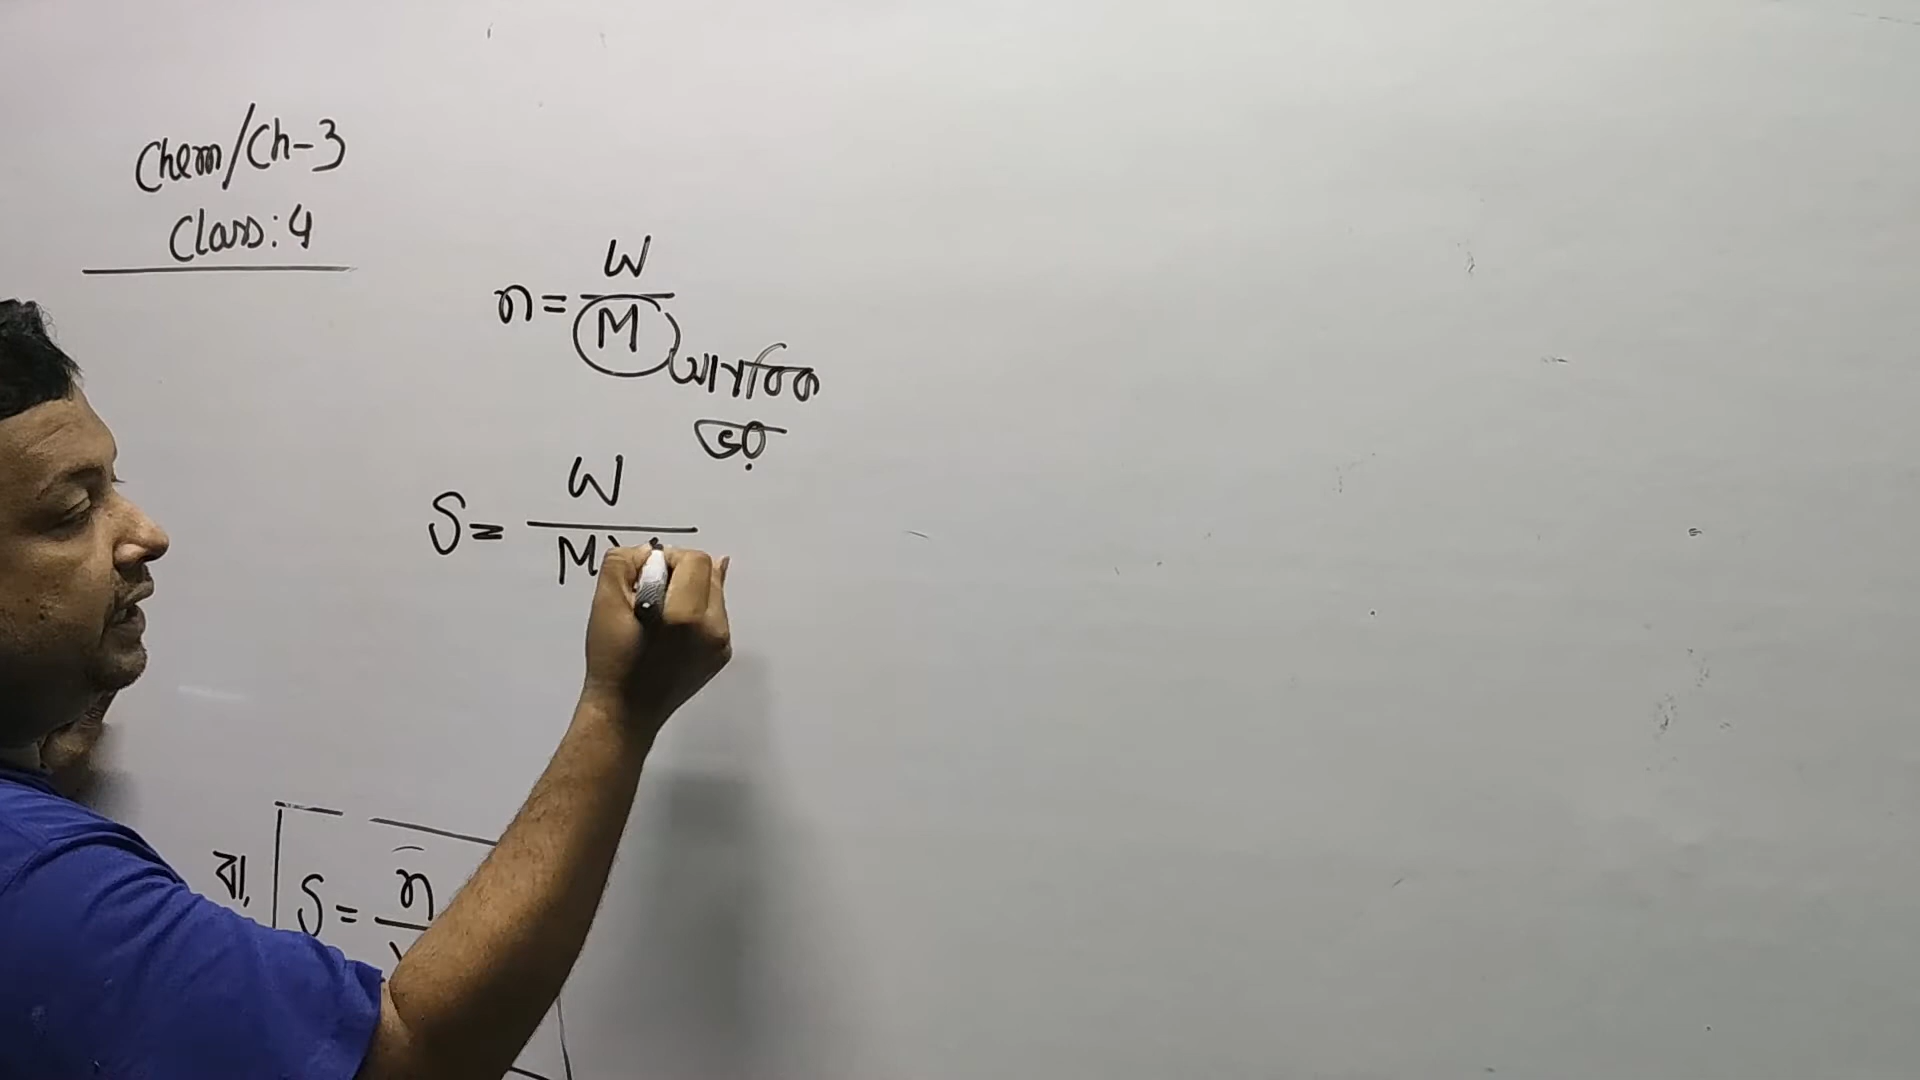 Chem/Ch-3
Class: 4
n = W/M
আণবিক
ভর
S = W/M
বা, S = n